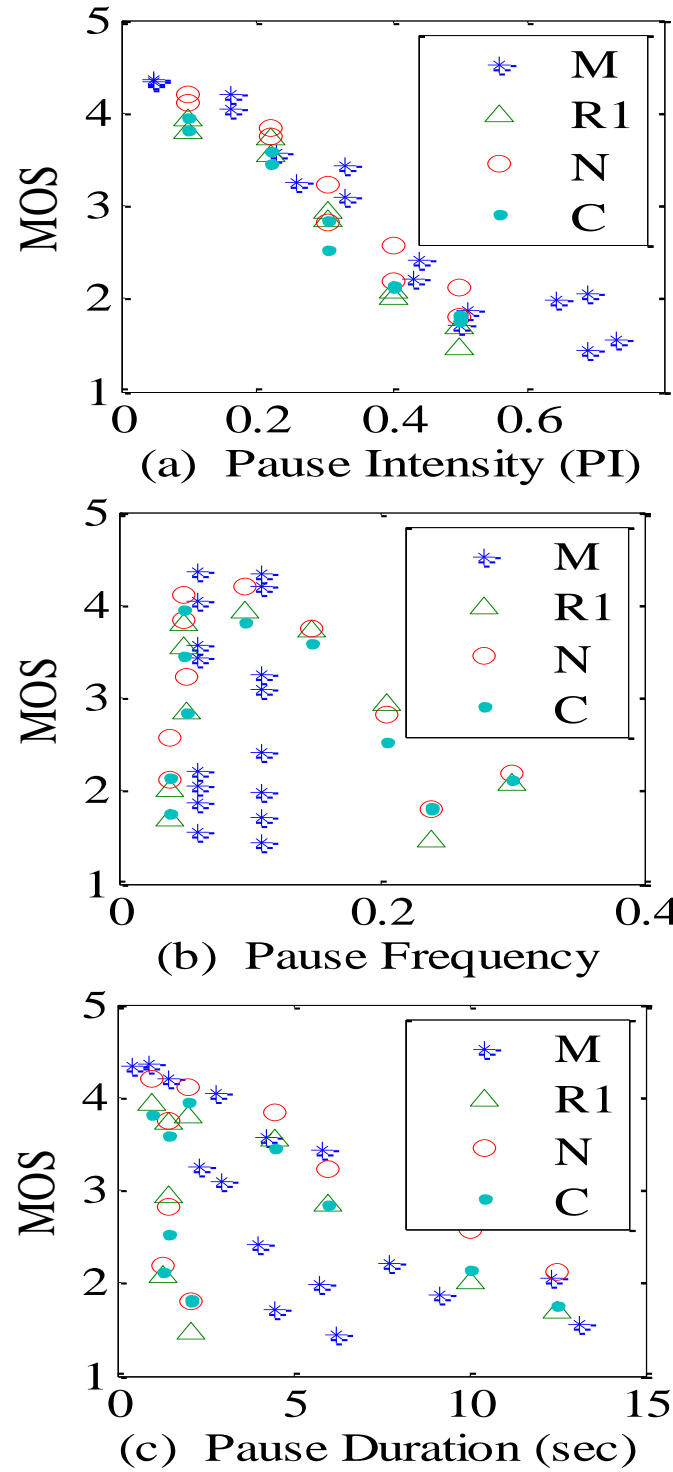 5
4
3
2
1
MOS
M
R1
N
C
0 0.2 0.4 0.6
(a) Pause Intensity (PI)
5
4
3
2
1
MOS
M
R1
N
C
0 0.2 0.4
(b) Pause Frequency
5
4
3
2
1
MOS
M
R1
N
C
0 5 10 15
(c) Pause Duration (sec)